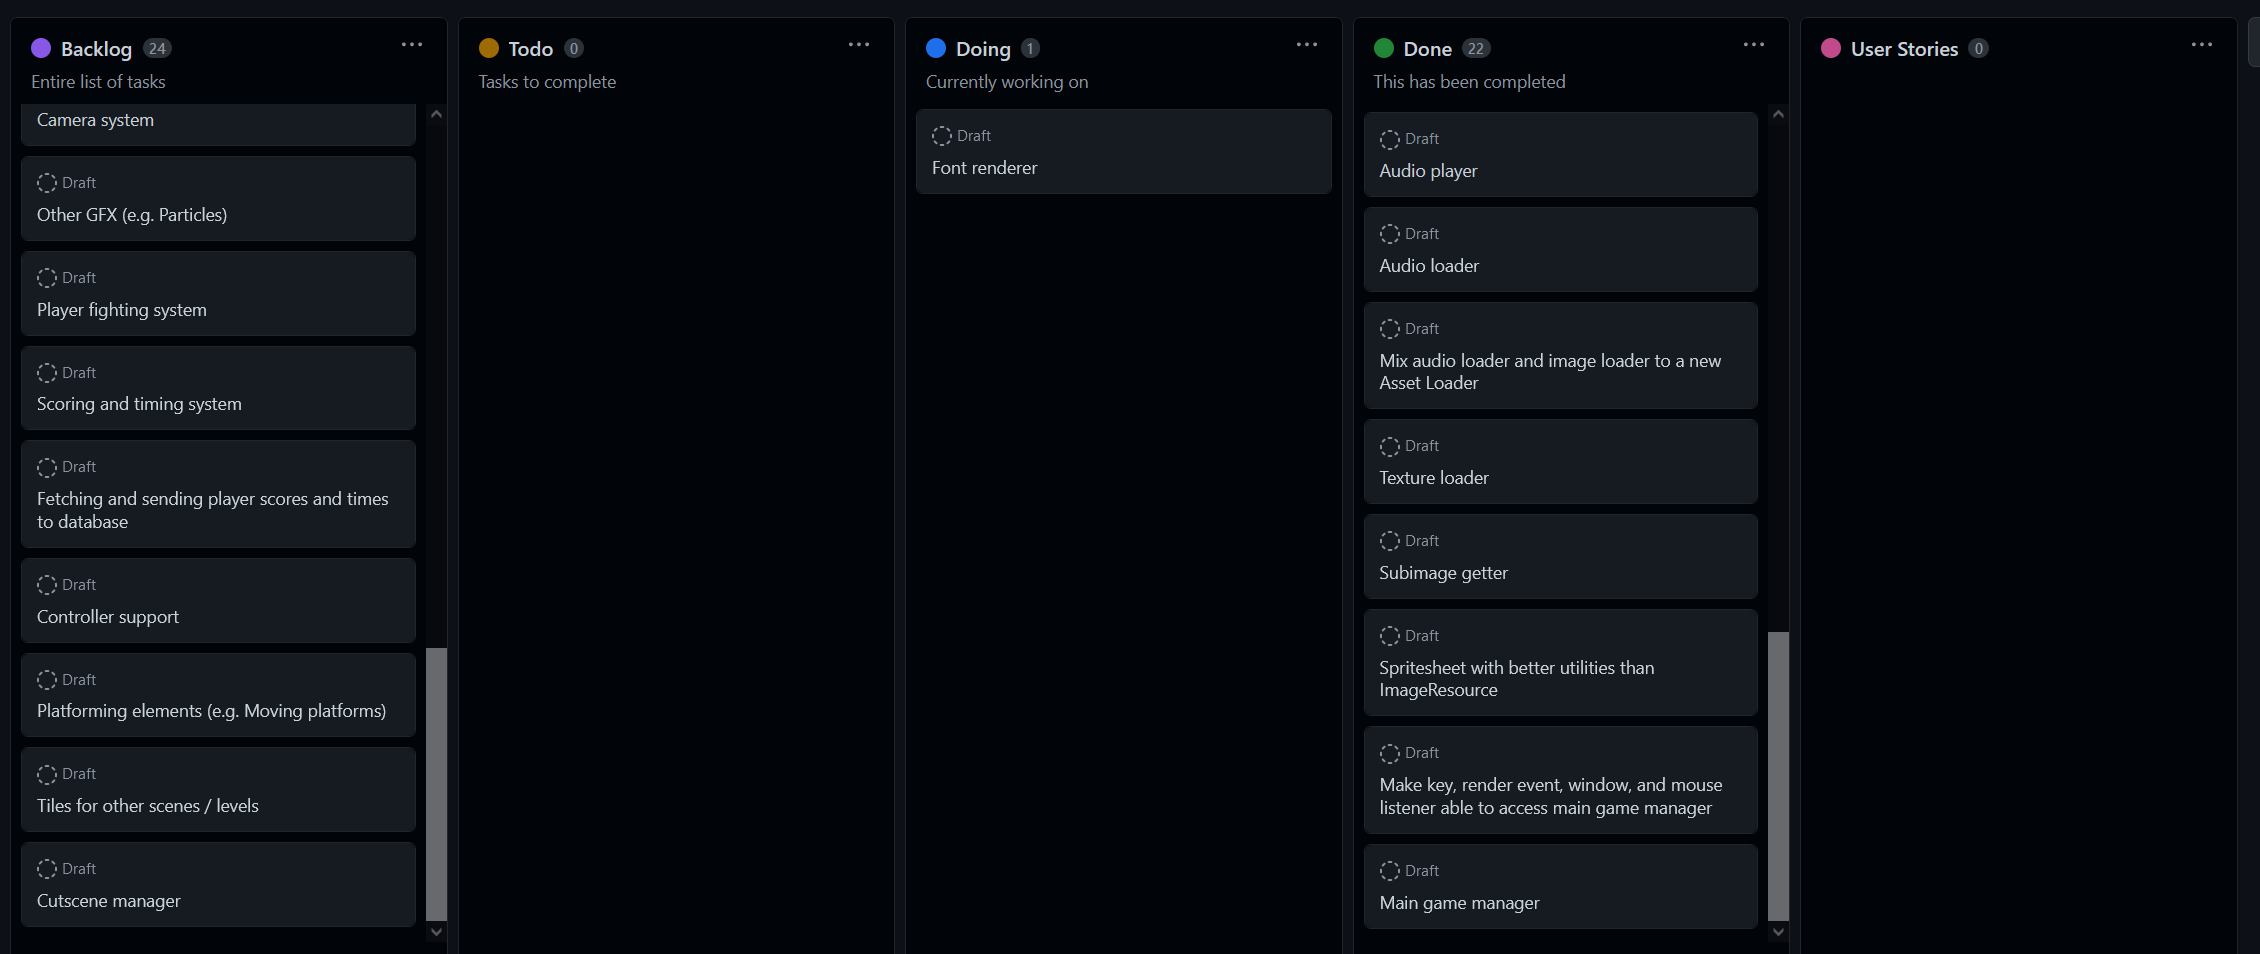 Backlog 24
Entire list of tasks
Camera system
Draft
Other GFX (e.g. Particles)
Draft
Player fighting system
Draft
Scoring and timing system
Draft
Fetching and sending player scores and times
to database
Draft
Controller support
Draft
Platforming elements (e.g. Moving platforms)
Draft
Tiles for other scenes / levels
Draft
Cutscene manager
Todo 0
Tasks to complete
Doing 1
Currently working on
Draft
Font renderer
Done 22
This has been completed
Draft
Audio player
Draft
Audio loader
Draft
Mix audio loader and image loader to a new
Asset Loader
Draft
Texture loader
Draft
Subimage getter
Draft
Spritesheet with better utilities than
ImageResource
Draft
Make key, render event, window, and mouse
listener able to access main game manager
Draft
Main game manager
User Stories 0